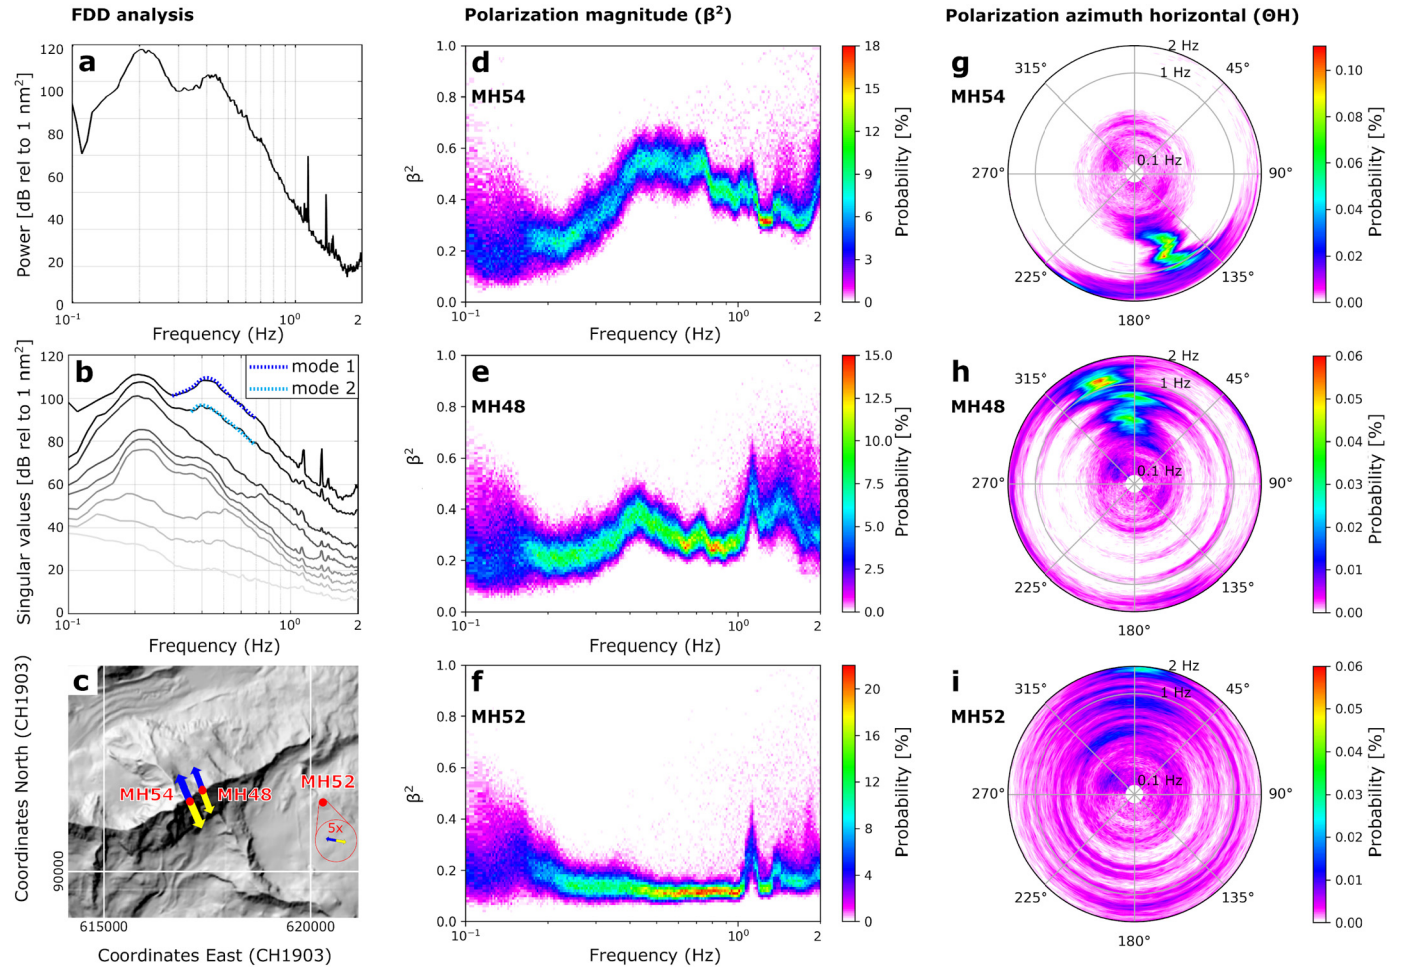 FDD analysis
Polarization magnitude (β²)
Polarization azimuth horizontal (ΘH)
a
Power [dB rel to 1 nm²]
120
100
80
60
40
20
0
10⁻¹
10⁰
2
Frequency (Hz)
d
MH54
β²
1.0
0.8
0.6
0.4
0.2
0.0
10⁻¹
10⁰
2
Frequency (Hz)
18
15
12
9
6
3
0
Probability [%]
g
MH54
2 Hz
1 Hz
0.1 Hz
315°
45°
270°
90°
225°
135°
180°
0.10
0.08
0.06
0.04
0.02
0.00
Probability [%]
b
mode 1
mode 2
Singular values [dB rel to 1 nm²]
120
100
80
60
40
20
0
10⁻¹
10⁰
2
Frequency (Hz)
e
MH48
β²
1.0
0.8
0.6
0.4
0.2
0.0
10⁻¹
10⁰
2
Frequency (Hz)
15.0
12.5
10.0
7.5
5.0
2.5
0.0
Probability [%]
h
MH48
2 Hz
1 Hz
0.1 Hz
315°
45°
270°
90°
225°
135°
180°
0.06
0.05
0.04
0.03
0.02
0.01
0.00
Probability [%]
c
Coordinates North (CH1903)
90000
MH54
MH48
MH52
5x
615000
620000
Coordinates East (CH1903)
f
MH52
β²
1.0
0.8
0.6
0.4
0.2
0.0
10⁻¹
10⁰
2
Frequency (Hz)
20
16
12
8
4
0
Probability [%]
i
MH52
2 Hz
1 Hz
0.1 Hz
315°
45°
270°
90°
225°
135°
180°
0.06
0.05
0.04
0.03
0.02
0.01
0.00
Probability [%]